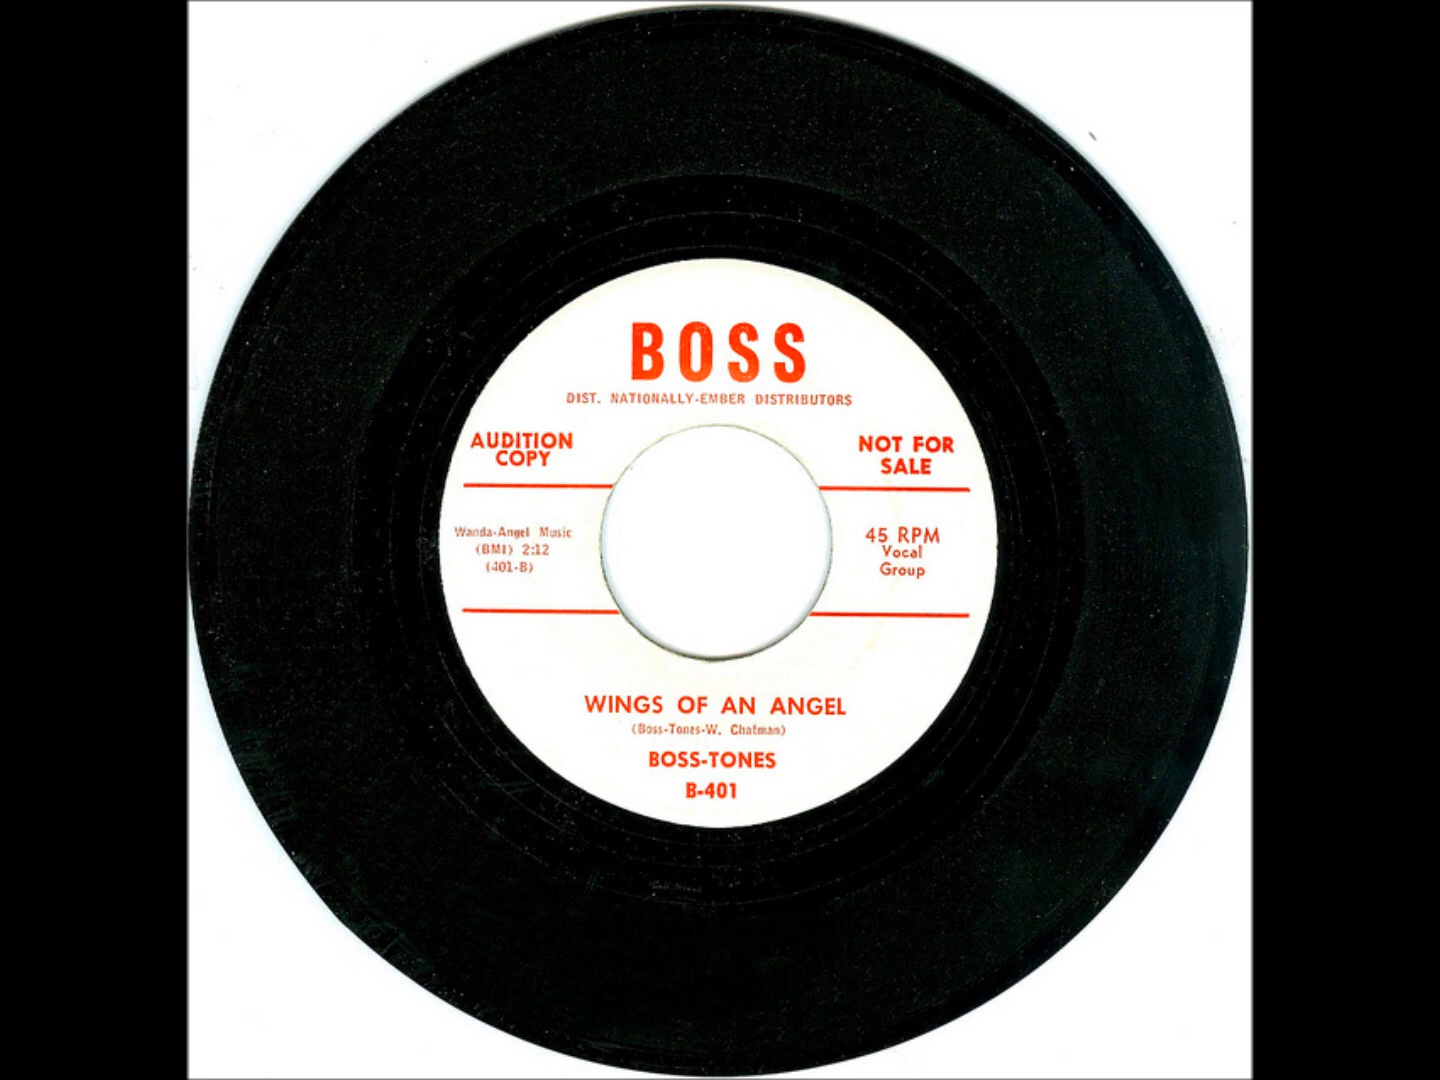 BOSS
DIST. NATIONALLY-EMBER DISTRIBUTORS
AUDITION
COPY
NOT FOR
SALE
Wanda-Angel Music
(BMI) 2:12
(401-B)
45 RPM
Vocal
Group
WINGS OF AN ANGEL
(Boss-Tones-W. Chatman)
BOSS-TONES
B-401